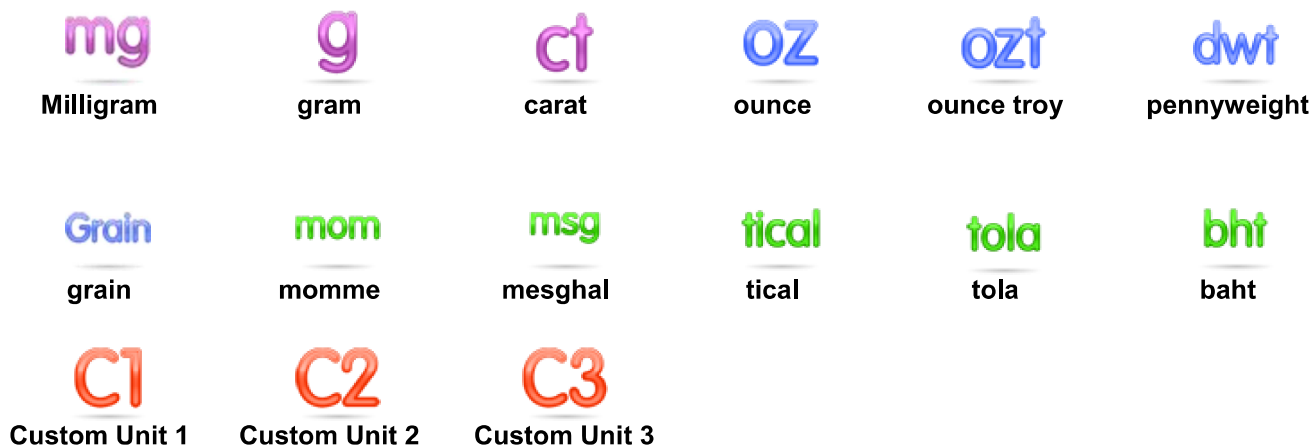 mg g ct oz ozt dwt
Milligram gram carat ounce ounce troy pennyweight
Grain mom msg tical tola bht
grain momme mesghal tical tola baht
C1 C2 C3
Custom Unit 1 Custom Unit 2 Custom Unit 3